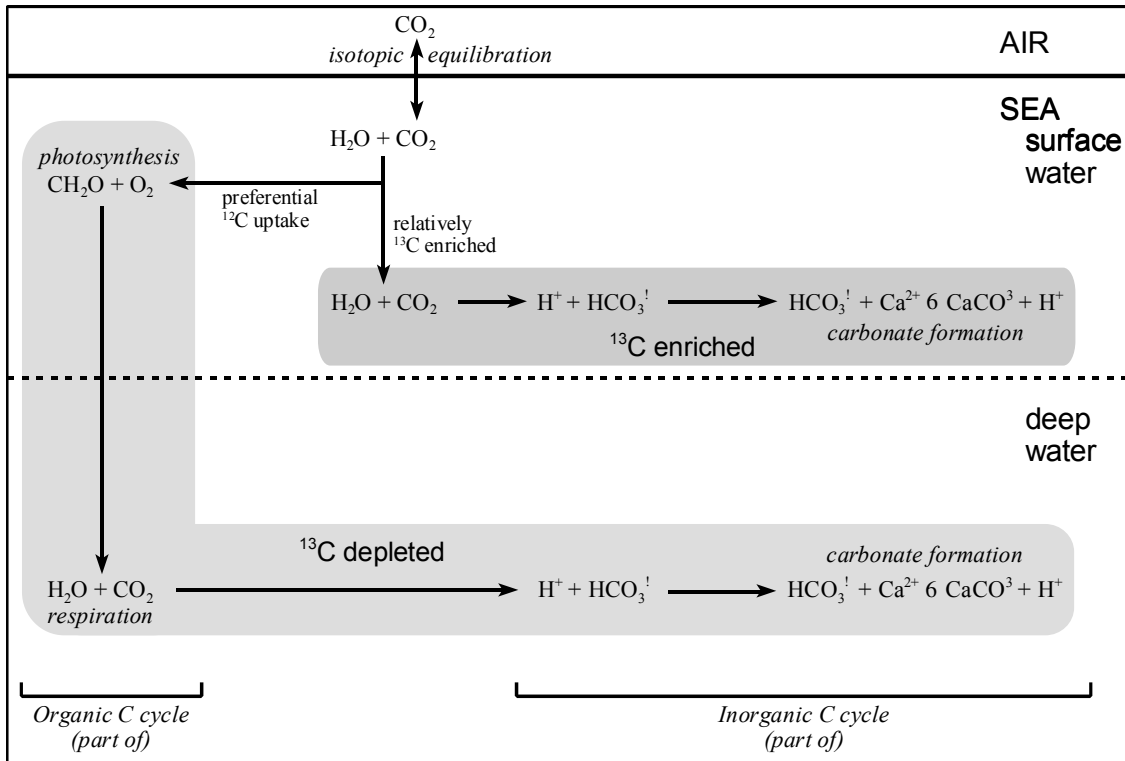 CO₂
isotopic equilibration
AIR
SEA
surface
water
H₂O + CO₂
photosynthesis
CH₂O + O₂
preferential
¹²C uptake
relatively
¹³C enriched
H₂O + CO₂
H⁺ + HCO₃!
HCO₃! + Ca²⁺ 6 CaCO³ + H⁺
carbonate formation
¹³C enriched
deep
water
¹³C depleted
carbonate formation
H₂O + CO₂
respiration
H⁺ + HCO₃!
HCO₃! + Ca²⁺ 6 CaCO³ + H⁺
Organic C cycle
(part of)
Inorganic C cycle
(part of)